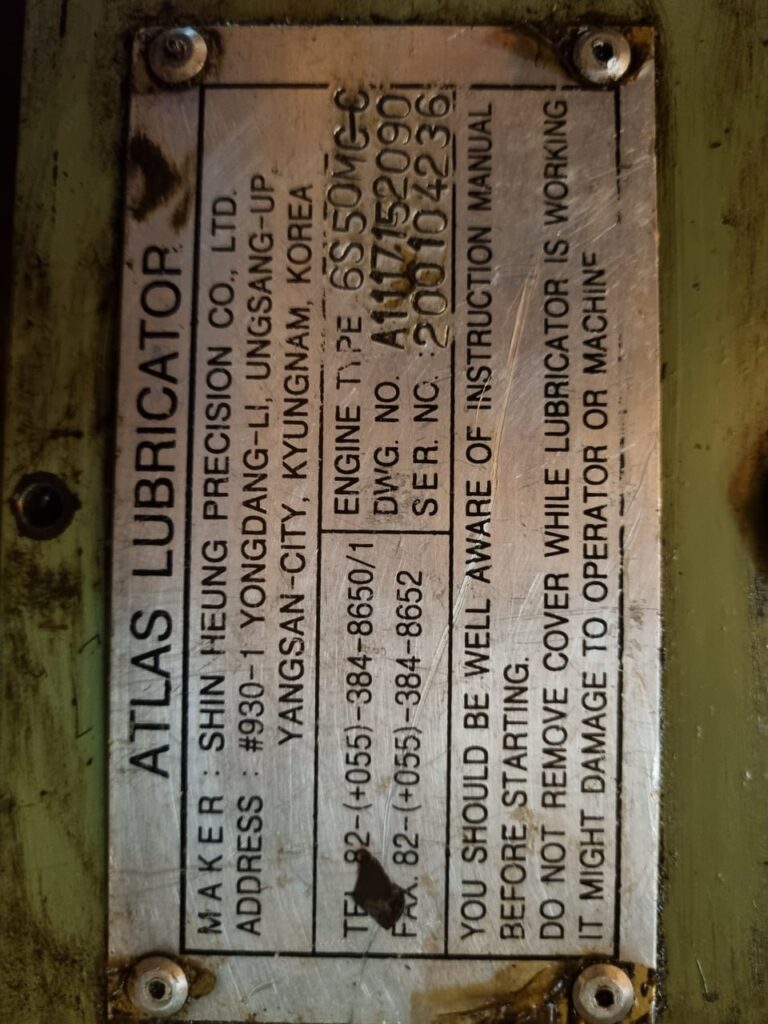 ATLAS LUBRICATOR
MAKER : SHIN HEUNG PRECISION CO., LTD.
ADDRESS : #930-1 YONGDANG-LI, UNGSANG-UP
YANGSAN-CITY, KYUNGNAM, KOREA
TEL. 82-(+055)-384-8650/1
FAX. 82-(+055)-384-8652
ENGINE TYPE 6S50MC-C
DWG. NO. A1117152090
SER. NO. : 200104236
YOU SHOULD BE WELL AWARE OF INSTRUCTION MANUAL
BEFORE STARTING.
DO NOT REMOVE COVER WHILE LUBRICATOR IS WORKING
IT MIGHT DAMAGE TO OPERATOR OR MACHINE